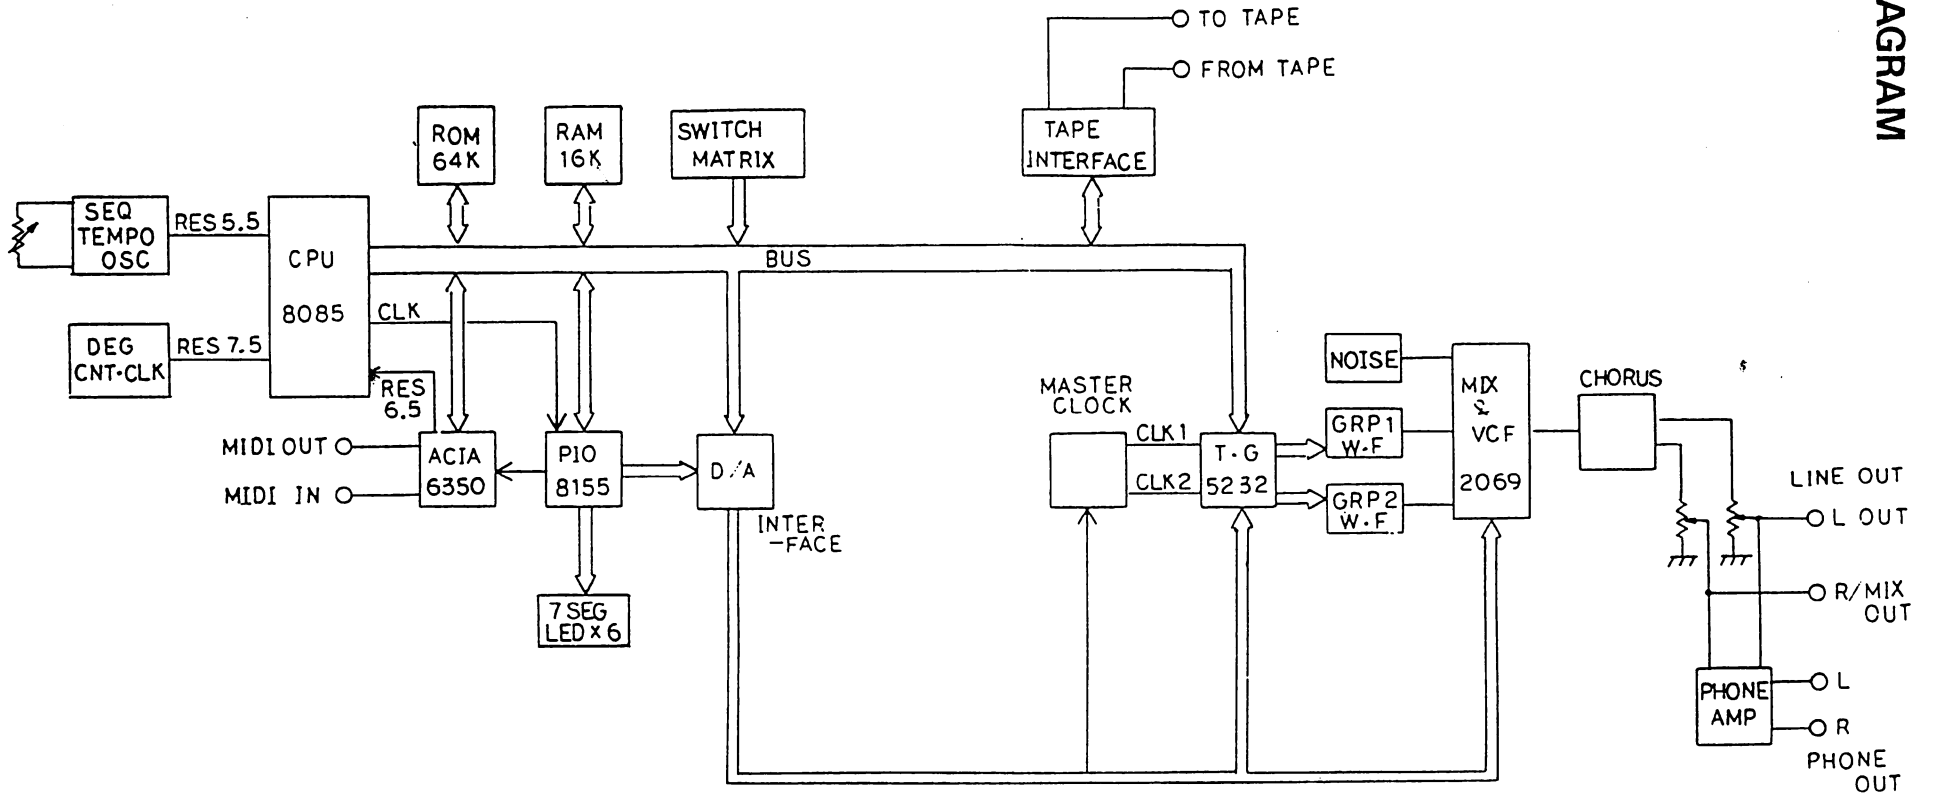 AGRAM
TO TAPE
FROM TAPE
ROM
64K
RAM
16K
SWITCH
MATRIX
TAPE
INTERFACE
SEQ
TEMPO
OSC
RES 5.5
CPU
8085
BUS
CLK
DEG
CNT·CLK
RES 7.5
RES
6.5
MIDI OUT
MIDI IN
ACIA
6350
PIO
8155
D/A
INTER
-FACE
7 SEG
LED × 6
MASTER
CLOCK
CLK1
CLK2
T·G
5232
NOISE
GRP1
W·F
GRP2
W·F
MIX
&
VCF
2069
CHORUS
LINE OUT
L OUT
R/MIX
OUT
PHONE
AMP
L
R
PHONE
OUT